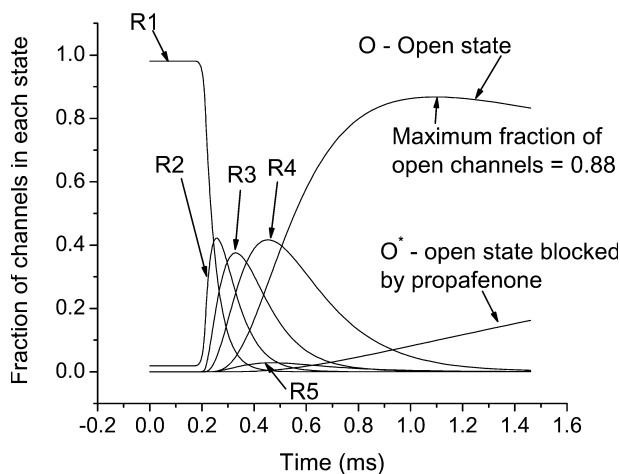 R1
1.0
0.8
0.6
0.4
0.2
0.0
Fraction of channels in each state
O - Open state
Maximum fraction of
open channels = 0.88
R2
R3
R4
O* - open state blocked
by propafenone
R5
-0.2
0.0
0.2
0.4
0.6
0.8
1.0
1.2
1.4
1.6
Time (ms)